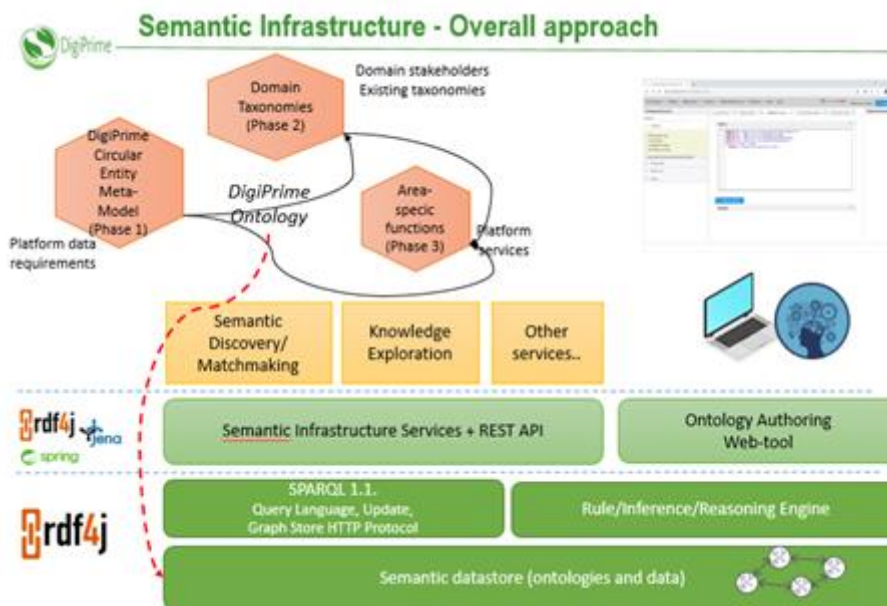 DigiPrime
Semantic Infrastructure - Overall approach
Domain
Taxonomies
(Phase 2)
Domain stakeholders
Existing taxonomies
DigiPrime
Circular
Entity
Meta-
Model
(Phase 1)
DigiPrime
Ontology
Area-
specic
functions
(Phase 3)
Platform data
requirements
Platform
services
Semantic
Discovery/
Matchmaking
Knowledge
Exploration
Other
services..
rdf4j
Jena
spring
Semantic Infrastructure Services + REST API
Ontology Authoring
Web-tool
rdf4j
SPARQL 1.1.
Query Language, Update,
Graph Store HTTP Protocol
Rule/Inference/Reasoning Engine
Semantic datastore (ontologies and data)